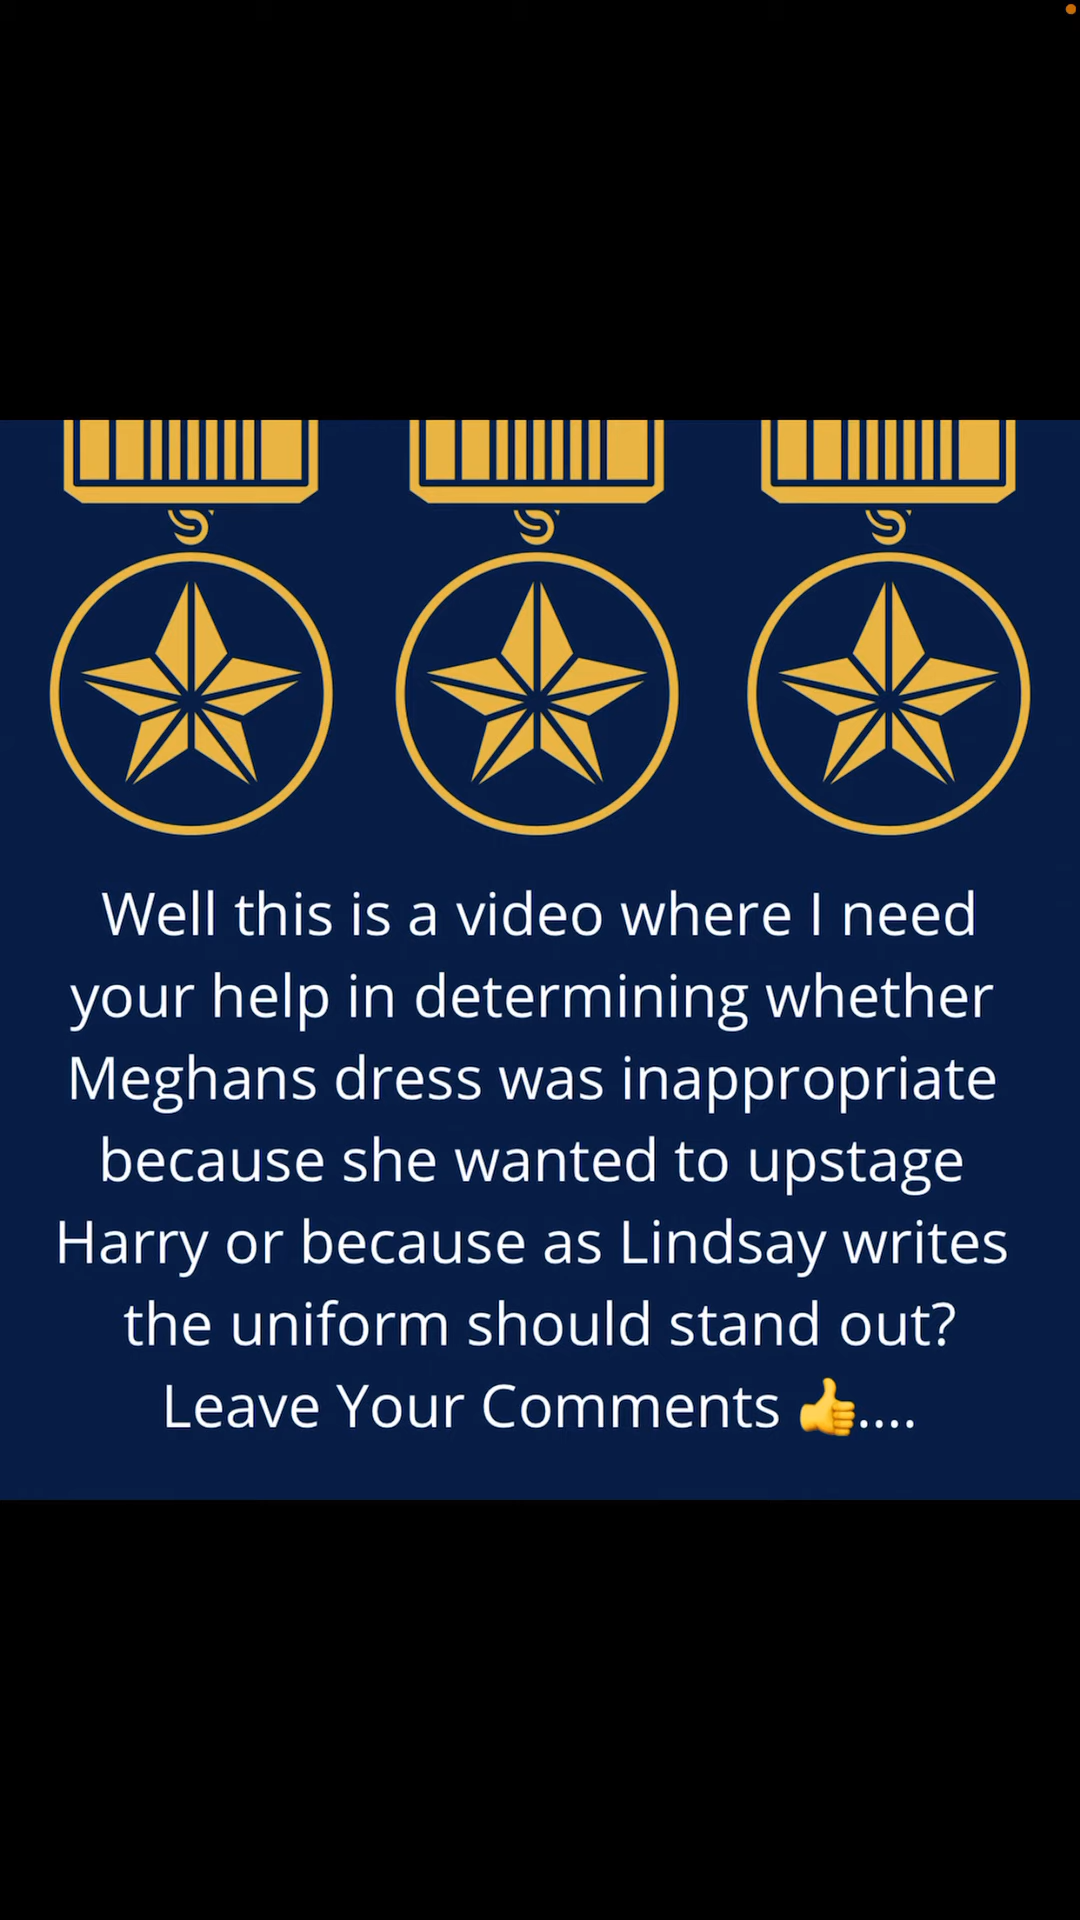 Well this is a video where I need
your help in determining whether
Meghans dress was inappropriate
because she wanted to upstage
Harry or because as Lindsay writes
the uniform should stand out?
Leave Your Comments 👍....